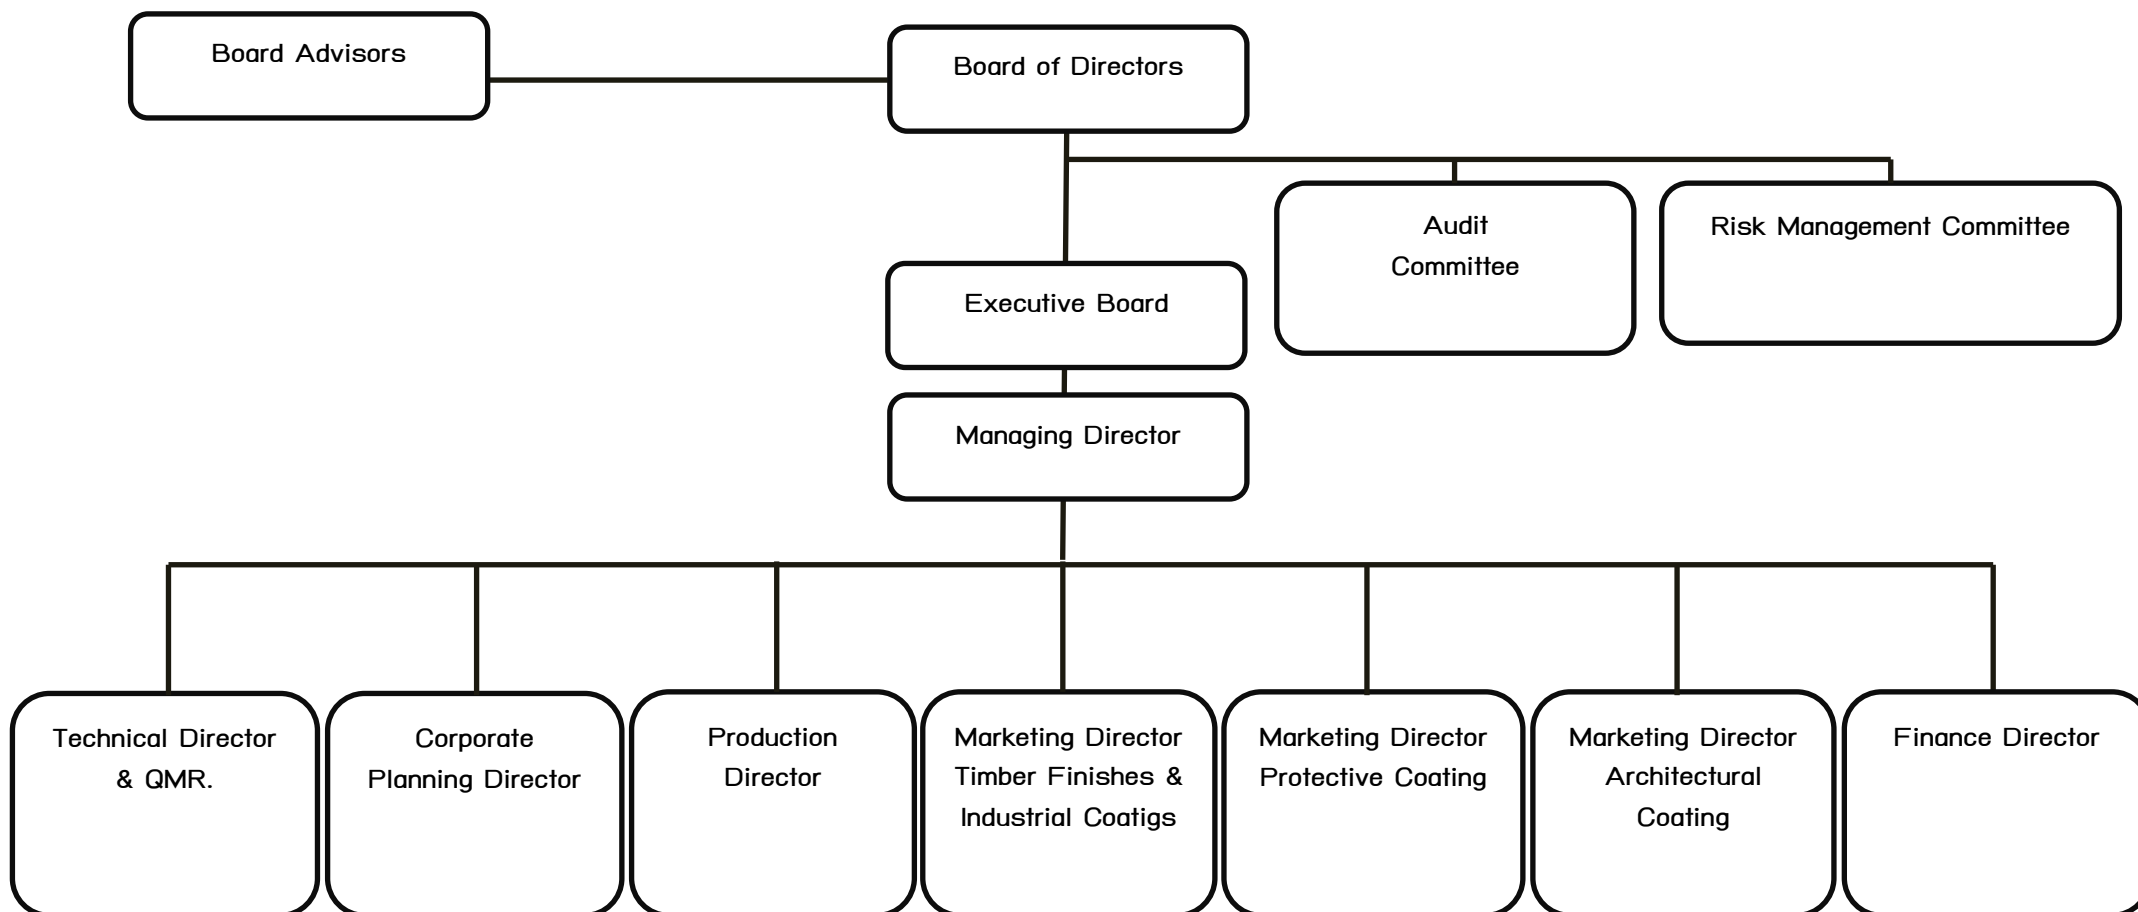 Board Advisors
Board of Directors
Audit
Committee
Risk Management Committee
Executive Board
Managing Director
Technical Director
& QMR.
Corporate
Planning Director
Production
Director
Marketing Director
Timber Finishes &
Industrial Coatigs
Marketing Director
Protective Coating
Marketing Director
Architectural
Coating
Finance Director